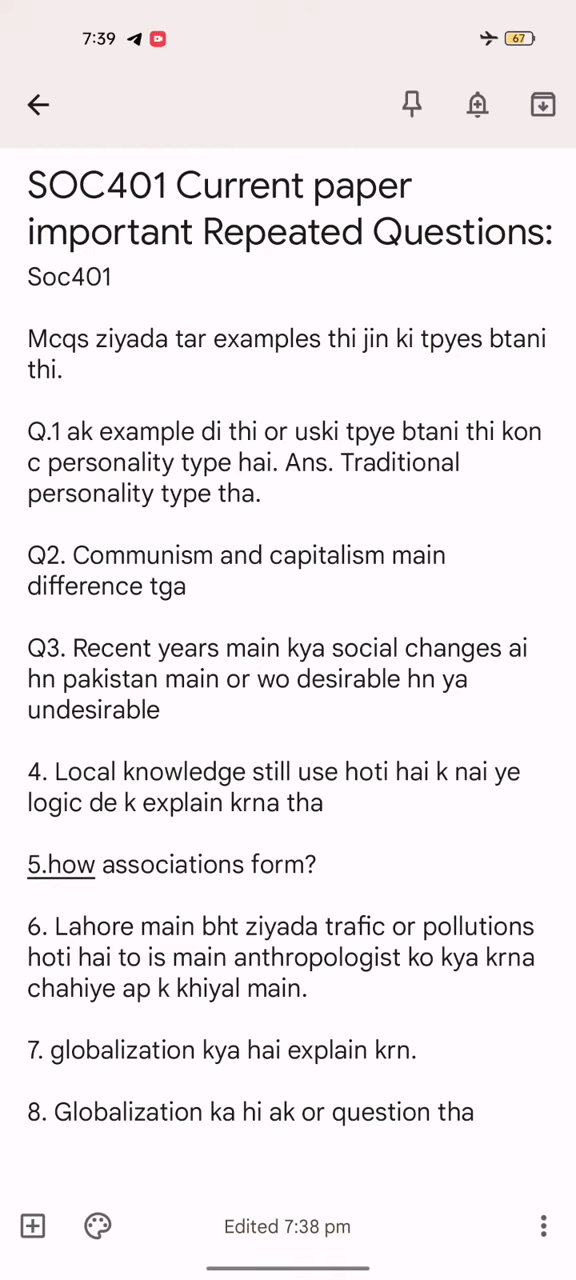 7:39
67
SOC401 Current paper
important Repeated Questions:
Soc401
Mcqs ziyada tar examples thi jin ki tpyes btani
thi.
Q.1 ak example di thi or uski tpye btani thi kon
c personality type hai. Ans. Traditional
personality type tha.
Q2. Communism and capitalism main
difference tga
Q3. Recent years main kya social changes ai
hn pakistan main or wo desirable hn ya
undesirable
4. Local knowledge still use hoti hai k nai ye
logic de k explain krna tha
5.how associations form?
6. Lahore main bht ziyada trafic or pollutions
hoti hai to is main anthropologist ko kya krna
chahiye ap k khiyal main.
7. globalization kya hai explain krn.
8. Globalization ka hi ak or question tha
Edited 7:38 pm